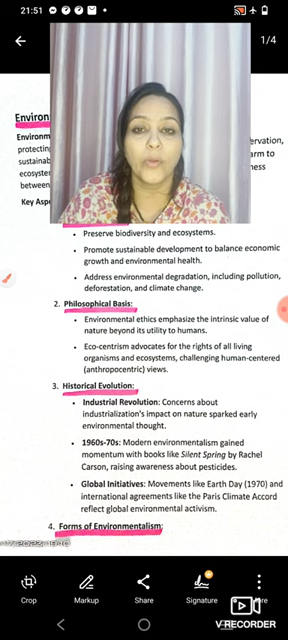 21:51
1/4
Environ
Environm
ervation,
protecting
arm to
sustainab
ness
ecosyste
between
Key Aspe
• Preserve biodiversity and ecosystems.
• Promote sustainable development to balance economic
growth and environmental health.
• Address environmental degradation, including pollution,
deforestation, and climate change.
2. Philosophical Basis:
• Environmental ethics emphasize the intrinsic value of
nature beyond its utility to humans.
• Eco-centrism advocates for the rights of all living
organisms and ecosystems, challenging human-centered
(anthropocentric) views.
3. Historical Evolution:
• Industrial Revolution: Concerns about
industrialization's impact on nature sparked early
environmental thought.
• 1960s-70s: Modern environmentalism gained
momentum with books like Silent Spring by Rachel
Carson, raising awareness about pesticides.
• Global Initiatives: Movements like Earth Day (1970) and
international agreements like the Paris Climate Accord
reflect global environmental activism.
4. Forms of Environmentalism:
Crop
Markup
Share
Signature
V RECORDER